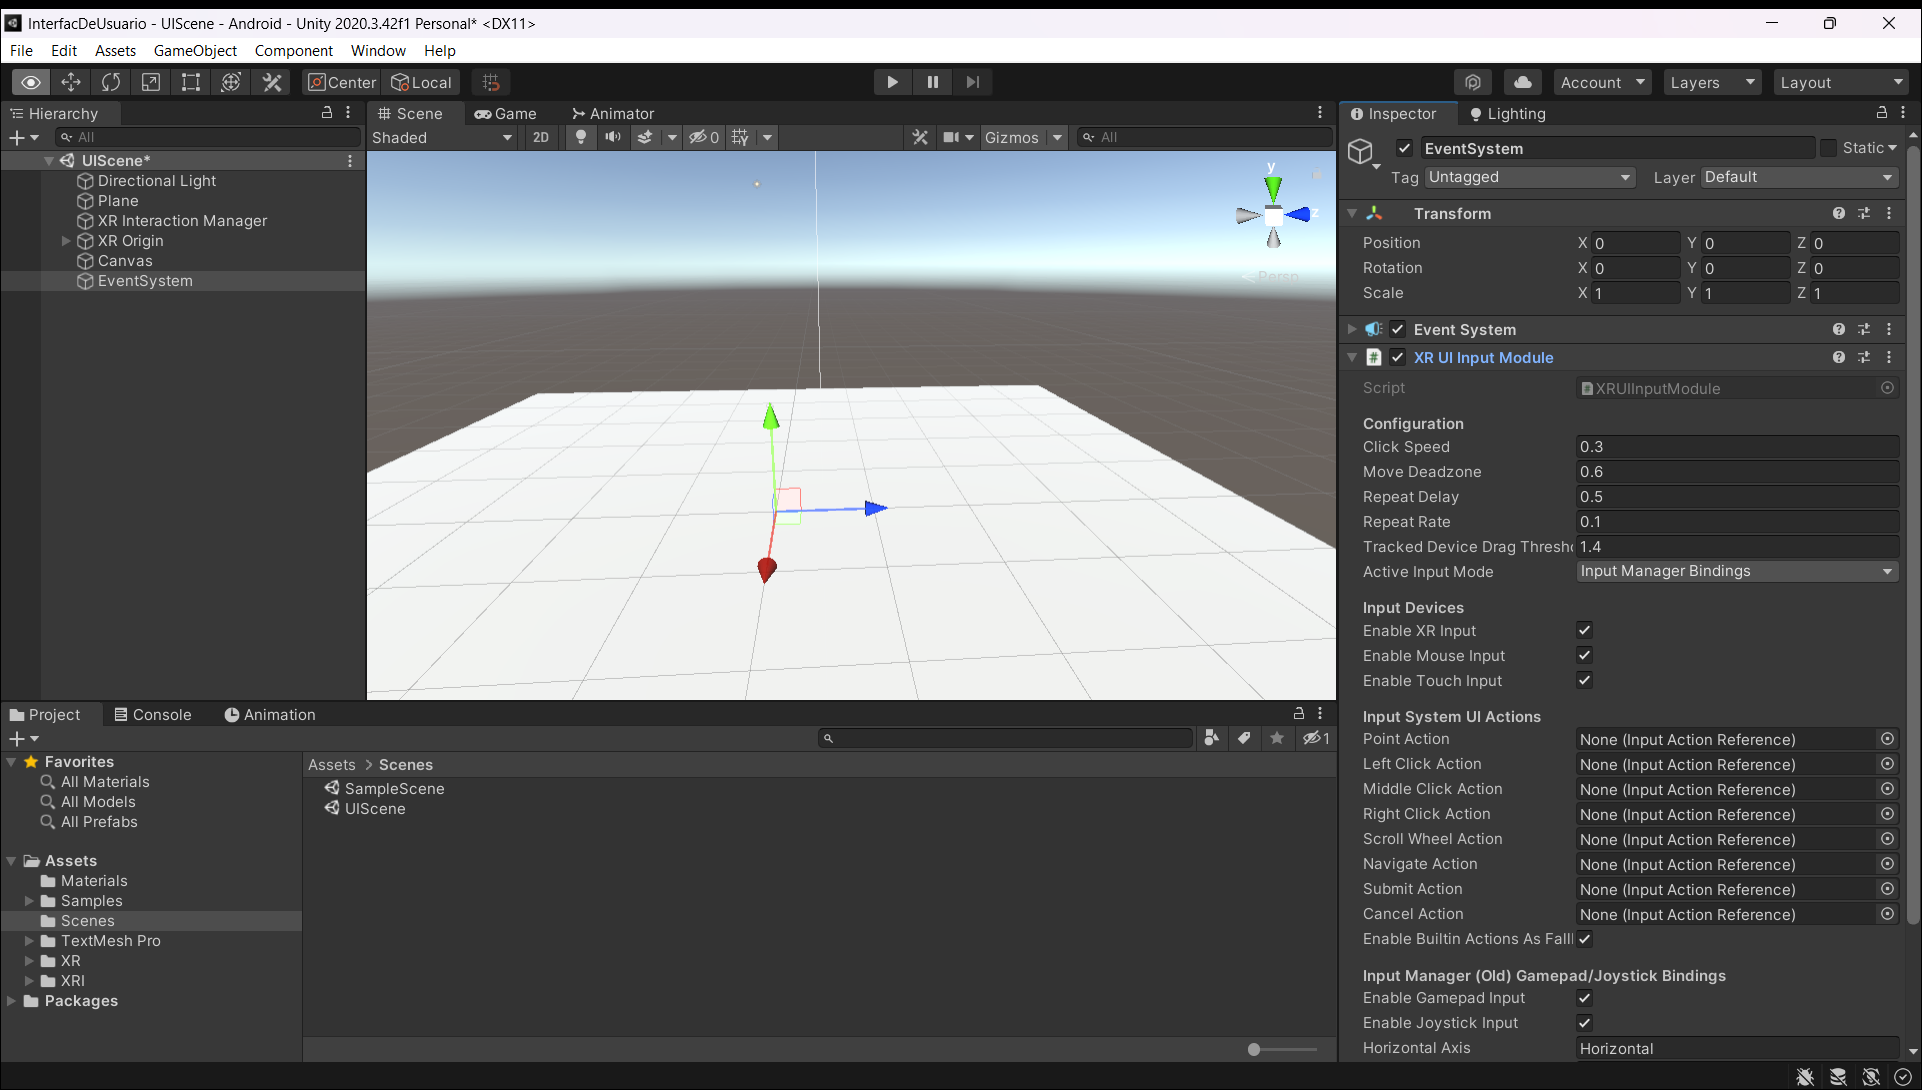 InterfacDeUsuario - UIScene - Android - Unity 2020.3.42f1 Personal* <DX11>
File Edit Assets GameObject Component Window Help
Center Local Account Layers Layout
Hierarchy
All
UIScene*
Directional Light
Plane
XR Interaction Manager
XR Origin
Canvas
EventSystem
Scene Game Animator
Shaded 2D 0 Gizmos All
y
z
Persp
Inspector Lighting
EventSystem Static
Tag Untagged Layer Default
Transform
Position X 0 Y 0 Z 0
Rotation X 0 Y 0 Z 0
Scale X 1 Y 1 Z 1
Event System
XR UI Input Module
Script XRUIInputModule
Configuration
Click Speed 0.3
Move Deadzone 0.6
Repeat Delay 0.5
Repeat Rate 0.1
Tracked Device Drag Thresh 1.4
Active Input Mode Input Manager Bindings
Input Devices
Enable XR Input
Enable Mouse Input
Enable Touch Input
Input System UI Actions
Point Action None (Input Action Reference)
Left Click Action None (Input Action Reference)
Middle Click Action None (Input Action Reference)
Right Click Action None (Input Action Reference)
Scroll Wheel Action None (Input Action Reference)
Navigate Action None (Input Action Reference)
Submit Action None (Input Action Reference)
Cancel Action None (Input Action Reference)
Enable Builtin Actions As Fall
Input Manager (Old) Gamepad/Joystick Bindings
Enable Gamepad Input
Enable Joystick Input
Horizontal Axis Horizontal
Project Console Animation
1
Favorites
All Materials
All Models
All Prefabs
Assets
Materials
Samples
Scenes
TextMesh Pro
XR
XRI
Packages
Assets > Scenes
SampleScene
UIScene